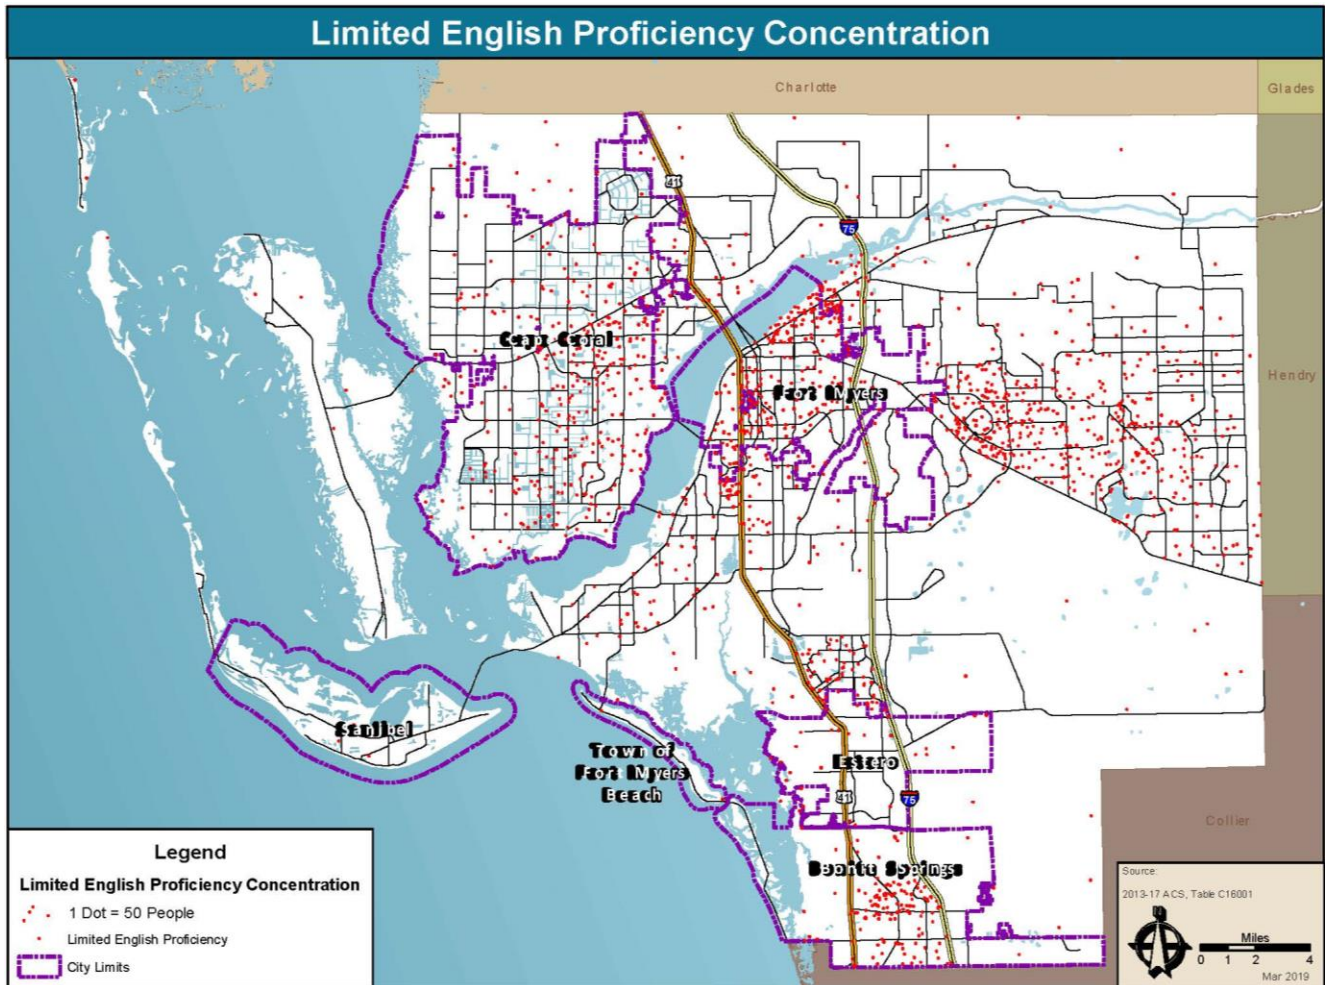 Limited English Proficiency Concentration
Charlotte
Glades
41
75
Cape Coral
Fort Myers
Hendry
Sanibel
Town of
Fort Myers
Beach
Estero
41
75
Collier
Bonita Springs
Legend
Limited English Proficiency Concentration
1 Dot = 50 People
Limited English Proficiency
City Limits
Source:
2013-17 ACS, Table C16001
N
Miles
0 1 2 4
Mar 2019